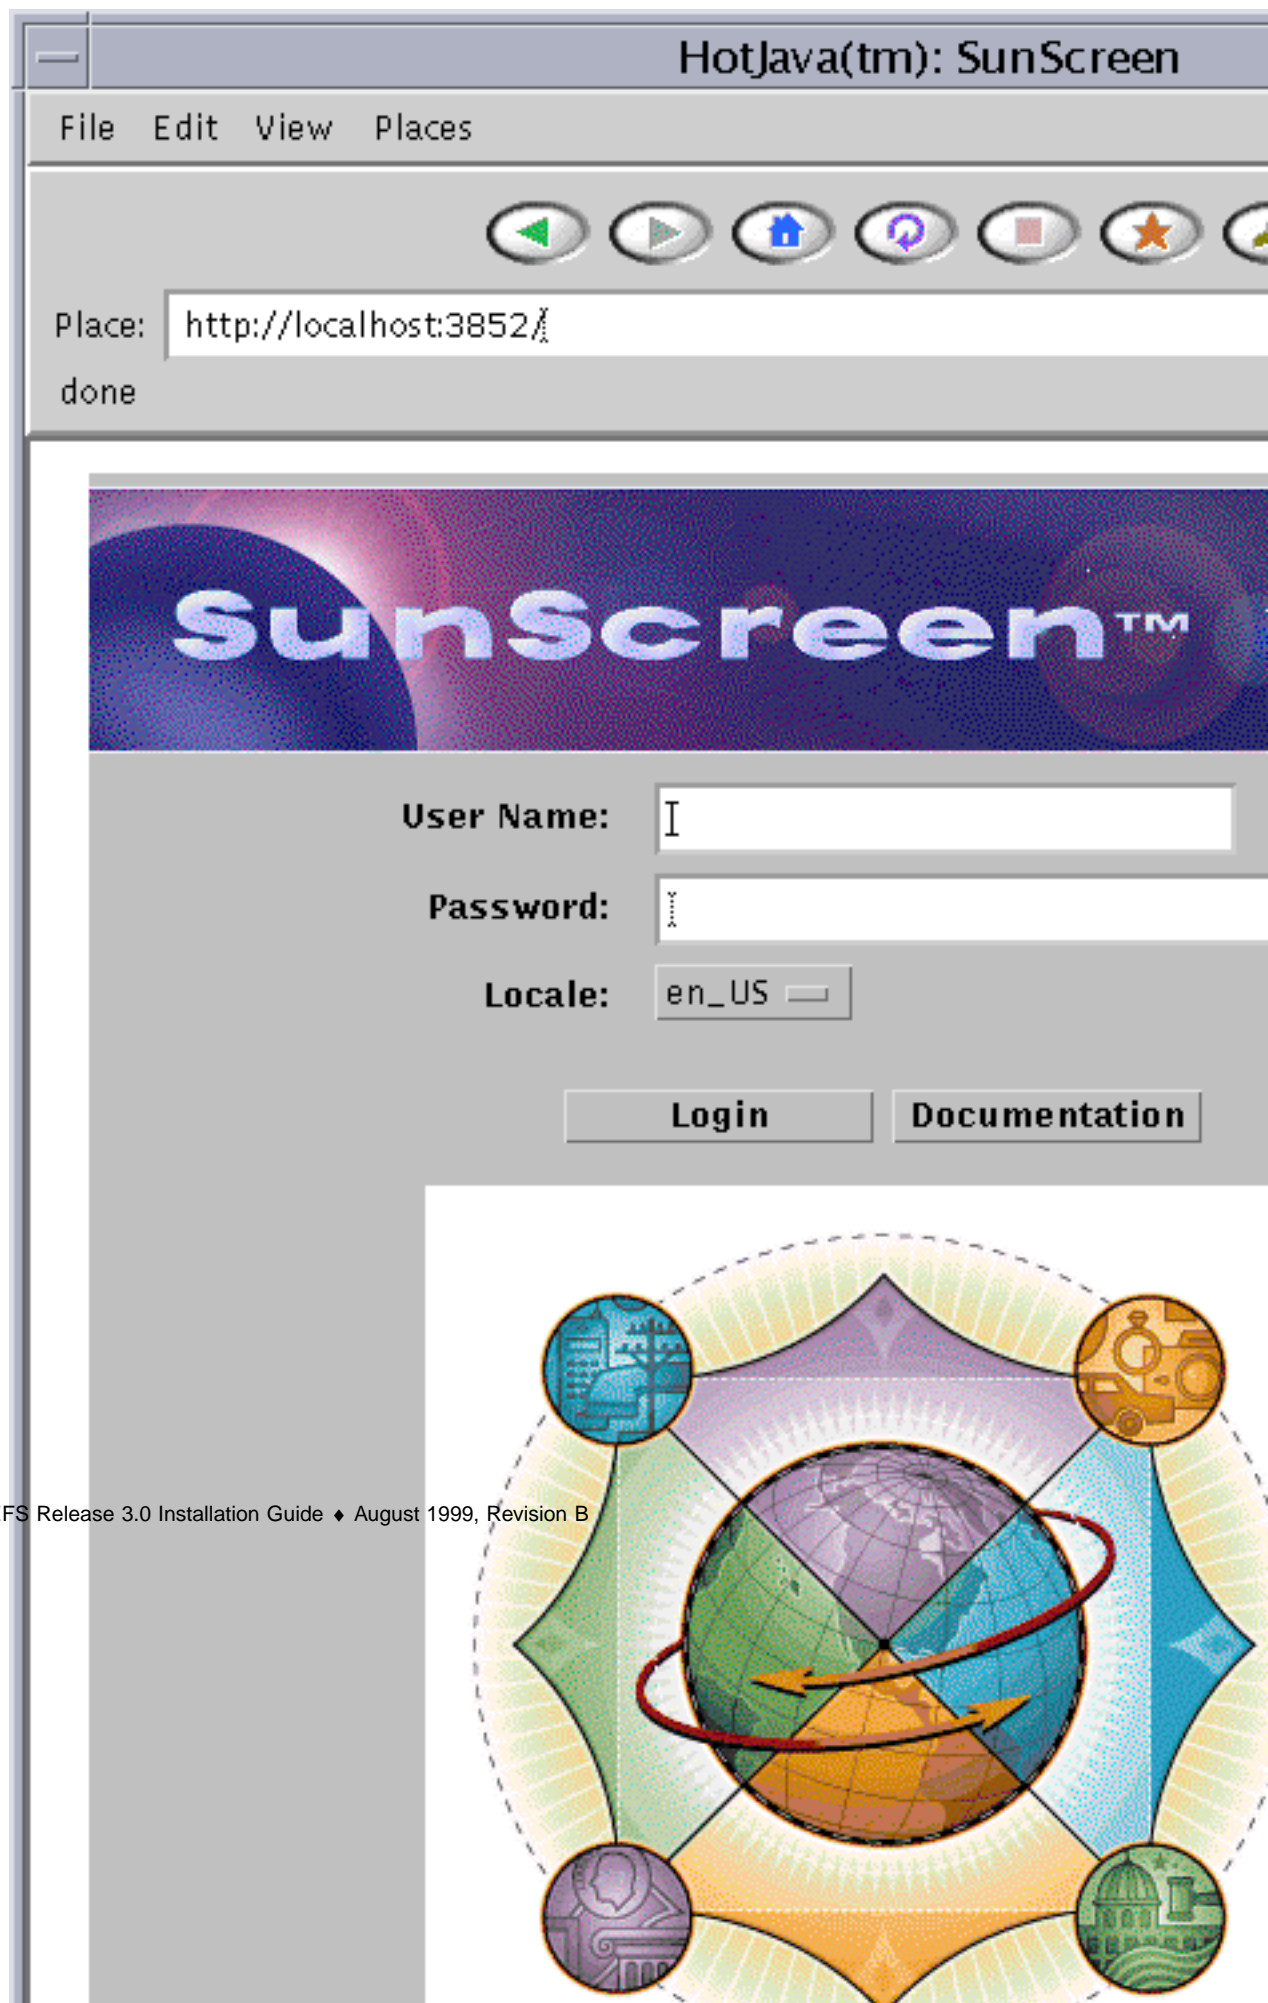 HotJava(tm): SunScreen
File Edit View Places
Place: http://localhost:3852/
done
SunScreen™
User Name:
Password:
Locale: en_US
Login Documentation
FS Release 3.0 Installation Guide ♦ August 1999, Revision B